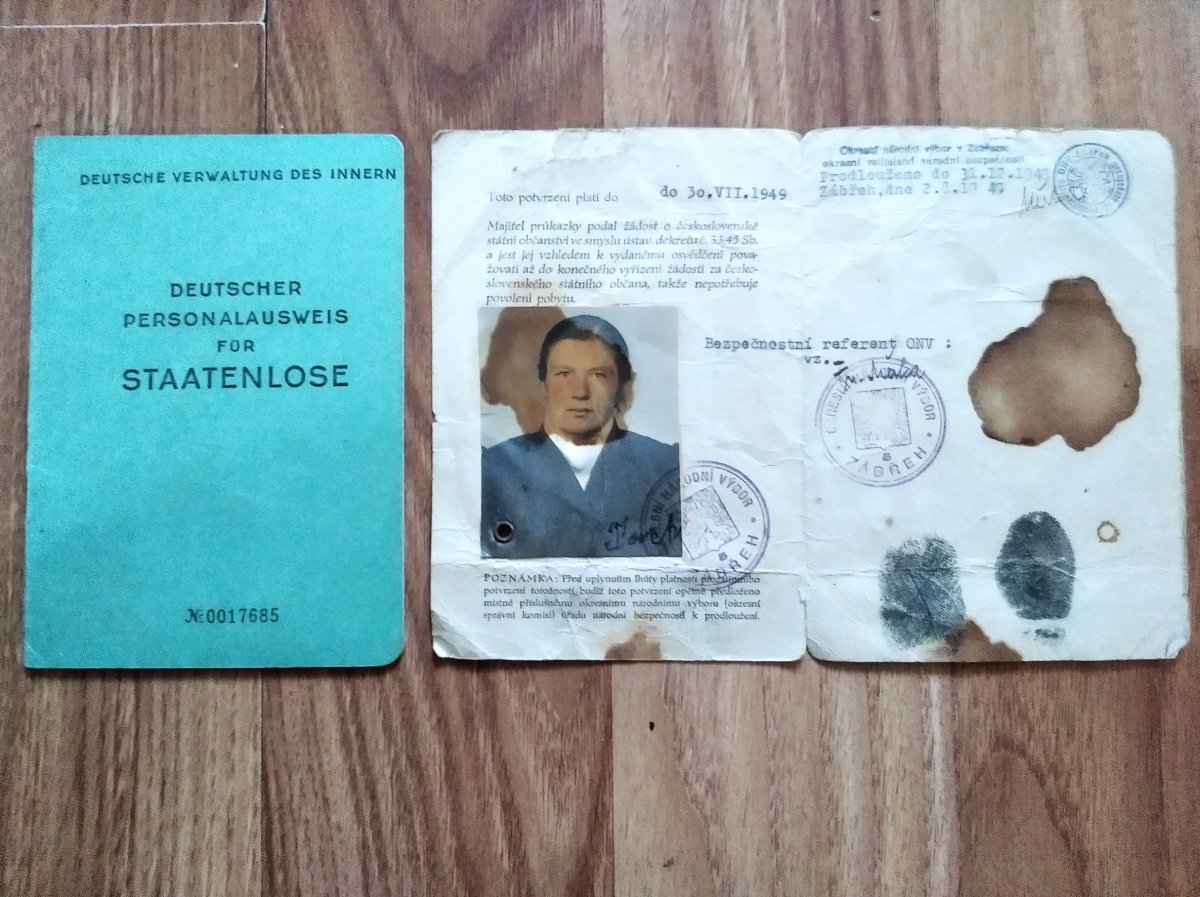 DEUTSCHE VERWALTUNG DES INNERN
DEUTSCHER
PERSONALAUSWEIS
FÜR
STAATENLOSE
№0017685
Toto potvrzení platí do do 30.VII.1949
Majitel průkazky podal žádost o československé
státní občanství ve smyslu ústav. dekretu č. 33/45 Sb.
a jest jej vzhledem k vydanému osvědčení pova-
žovati až do konečného vyřízení žádosti za česko-
slovenského státního občana, takže nepotřebuje
povolení pobytu.
POZNÁMKA: Před uplynutím lhůty platnosti prozatimního
potvrzení totožnosti, budiž toto potvrzení opětně předloženo
místně příslušnému okresnímu národnímu výboru (okresní
správní komisi) úřadu národní bezpečnosti k prodloužení.
NÁRODNÍ VÝBOR
ZÁBŘEH
Okresní národní výbor v Zábřeze
okresní velitelství národní bezpečnosti
Prodlouženo do 31.12.
Zábřeh, dne
Bezpečnostní referent ONV :
vz.
VÝBOR
ZÁBŘEH